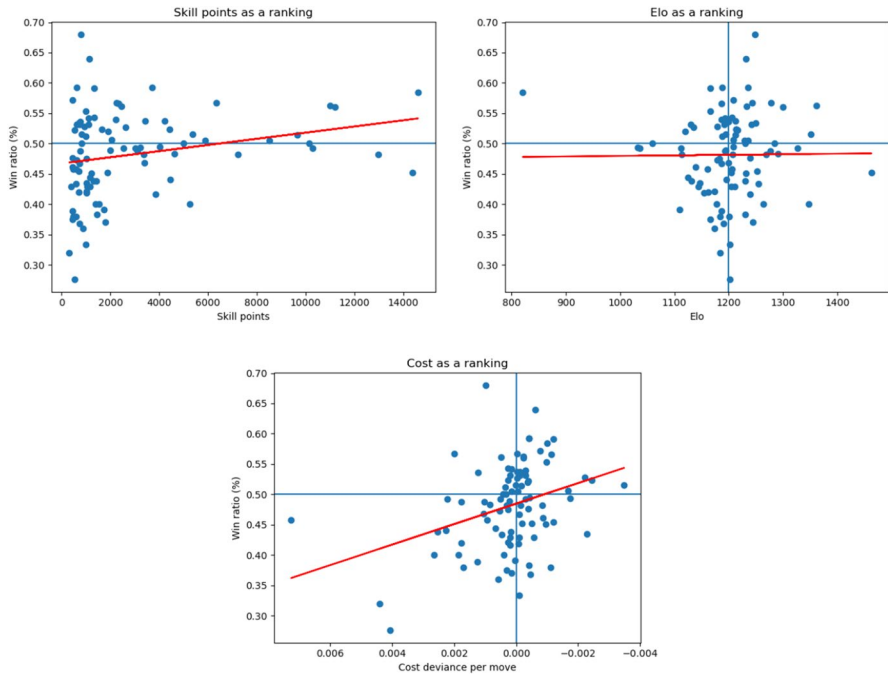 Skill points as a ranking
Win ratio (%)
0.70
0.65
0.60
0.55
0.50
0.45
0.40
0.35
0.30
0 2000 4000 6000 8000 10000 12000 14000
Skill points
Elo as a ranking
Win ratio (%)
0.70
0.65
0.60
0.55
0.50
0.45
0.40
0.35
0.30
800 900 1000 1100 1200 1300 1400
Elo
Cost as a ranking
Win ratio (%)
0.70
0.65
0.60
0.55
0.50
0.45
0.40
0.35
0.30
0.006 0.004 0.002 0.000 −0.002 −0.004
Cost deviance per move